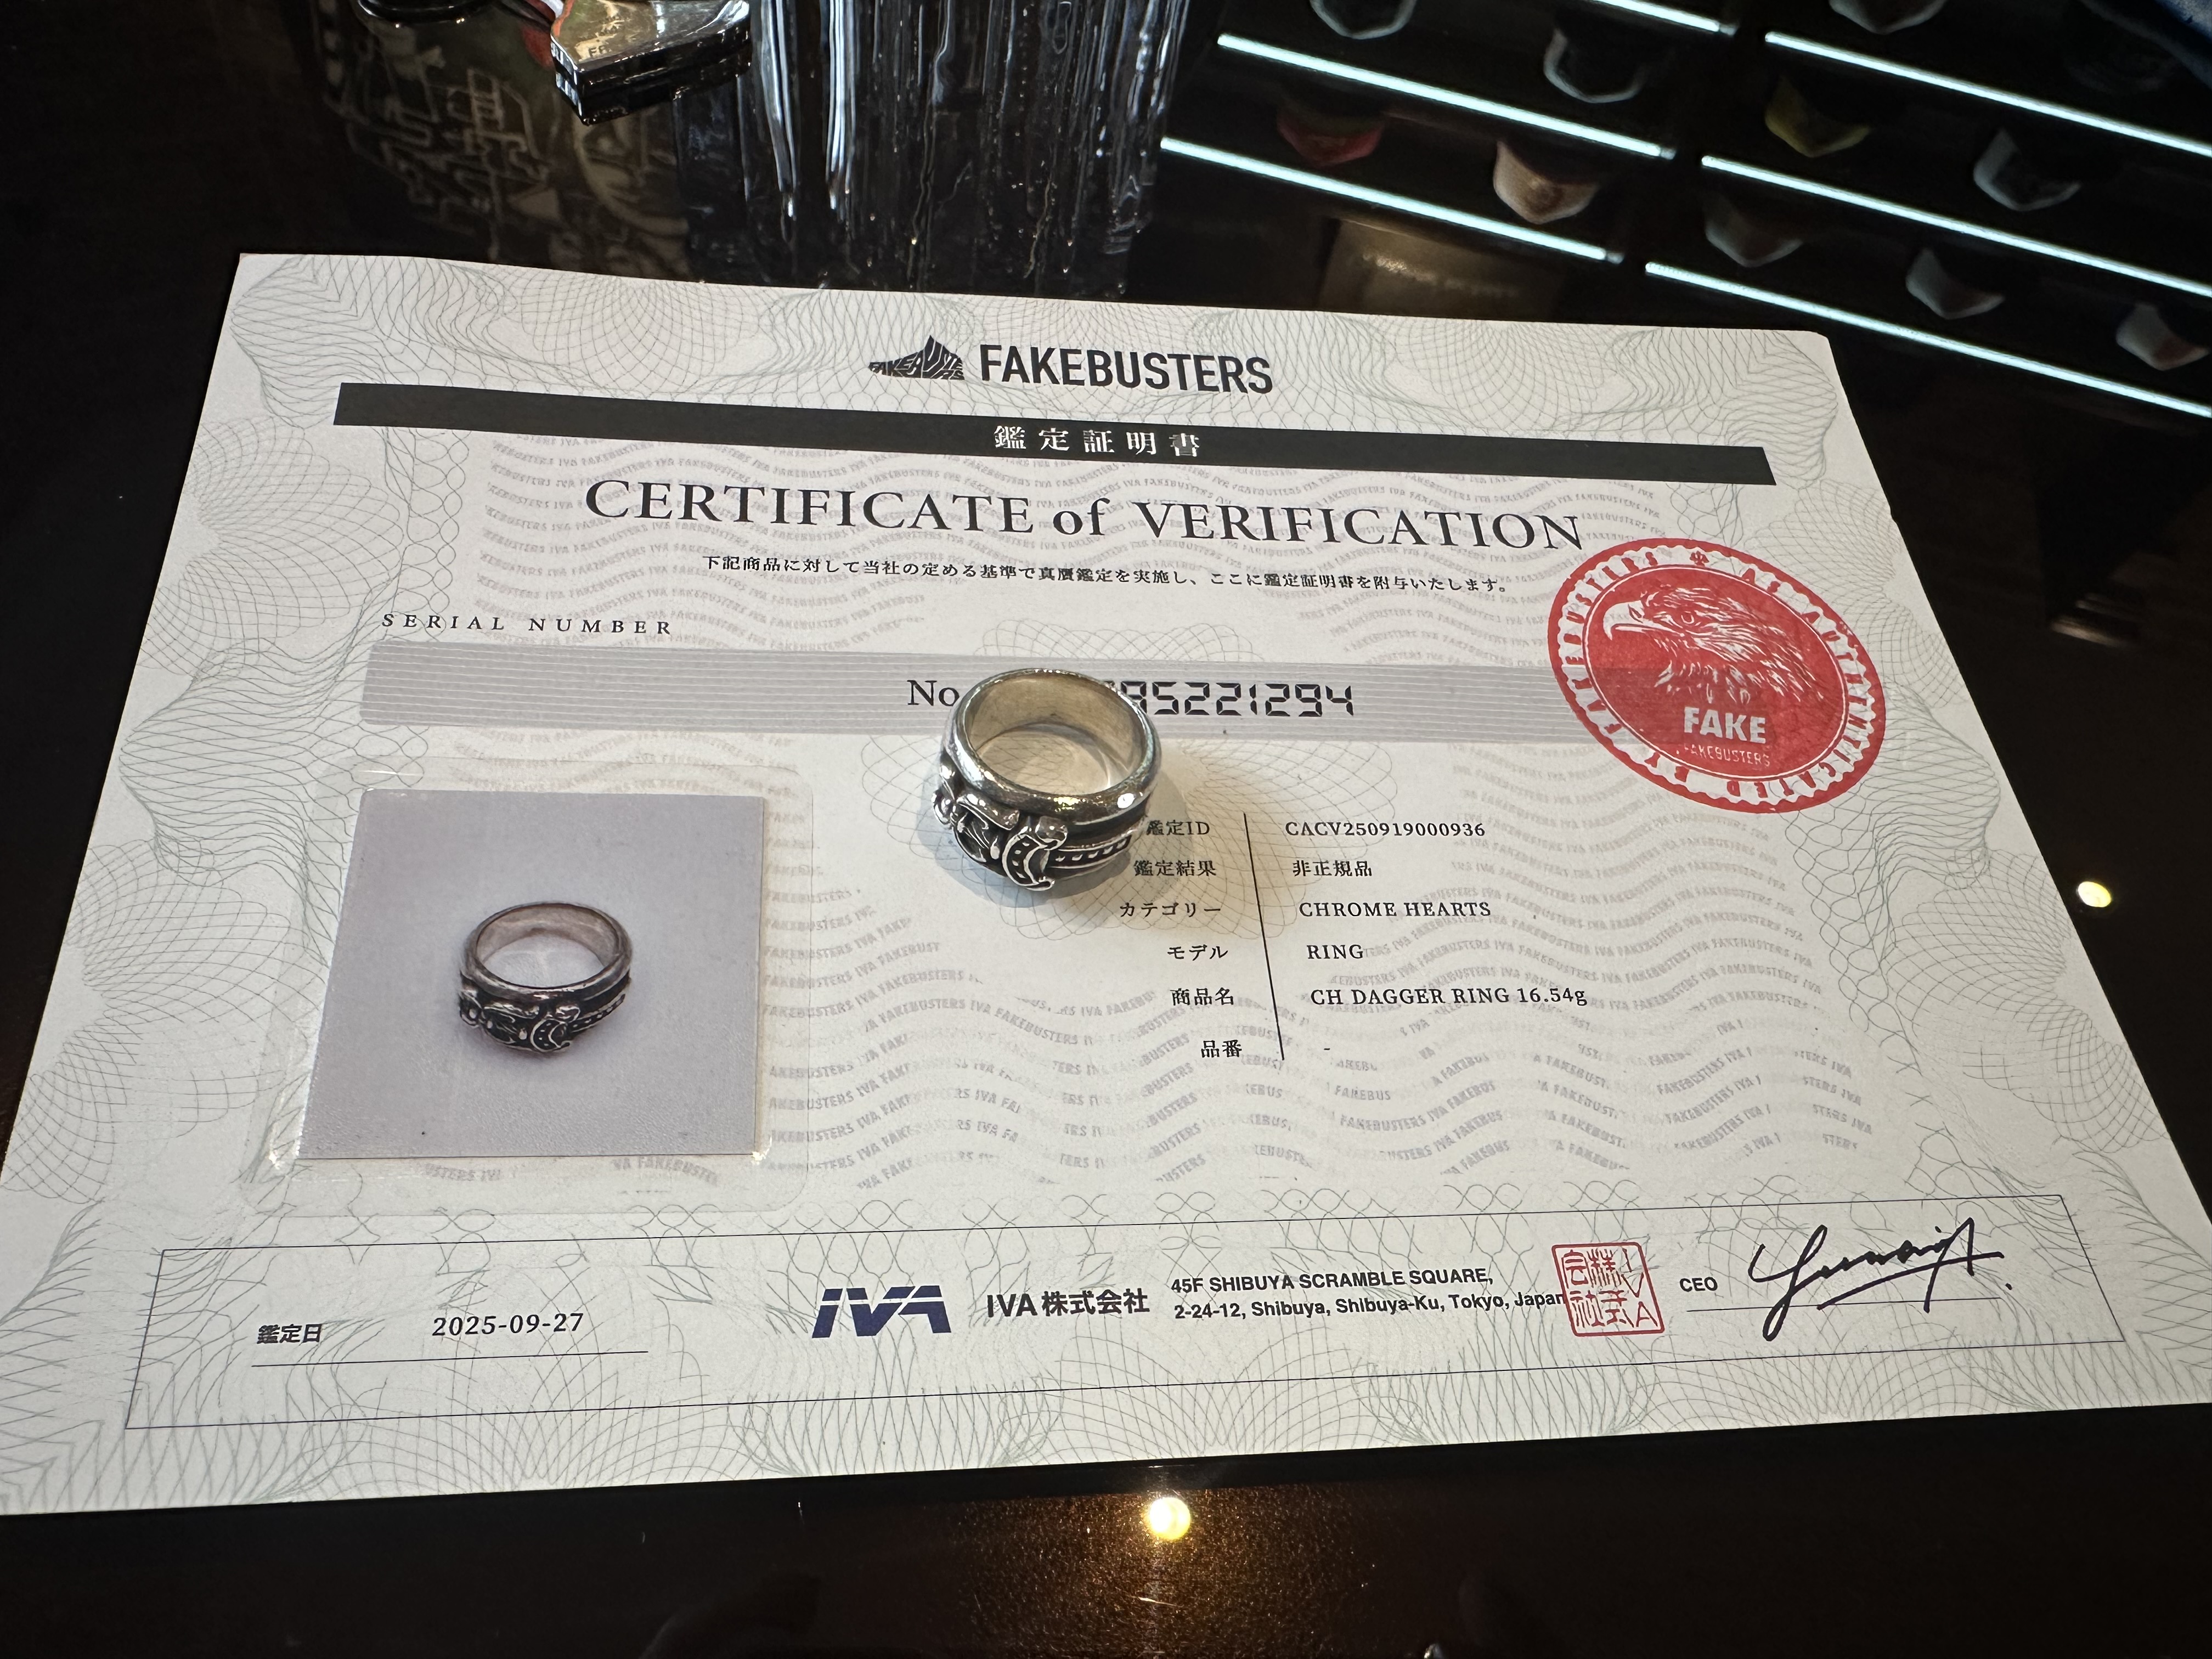 FAKEBUSTERS
鑑定証明書
CERTIFICATE of VERIFICATION
下記商品に対して当社の定める基準で真贋鑑定を実施し、ここに鑑定証明書を附与いたします。
SERIAL NUMBER
No 95221294
FAKE
FAKEBUSTERS
鑑定ID CACV250919000936
鑑定結果 非正規品
カテゴリー CHROME HEARTS
モデル RING
商品名 CH DAGGER RING 16.54g
品番 -
鑑定日 2025-09-27
IVA IVA株式会社
45F SHIBUYA SCRAMBLE SQUARE,
2-24-12, Shibuya, Shibuya-Ku, Tokyo, Japan
CEO